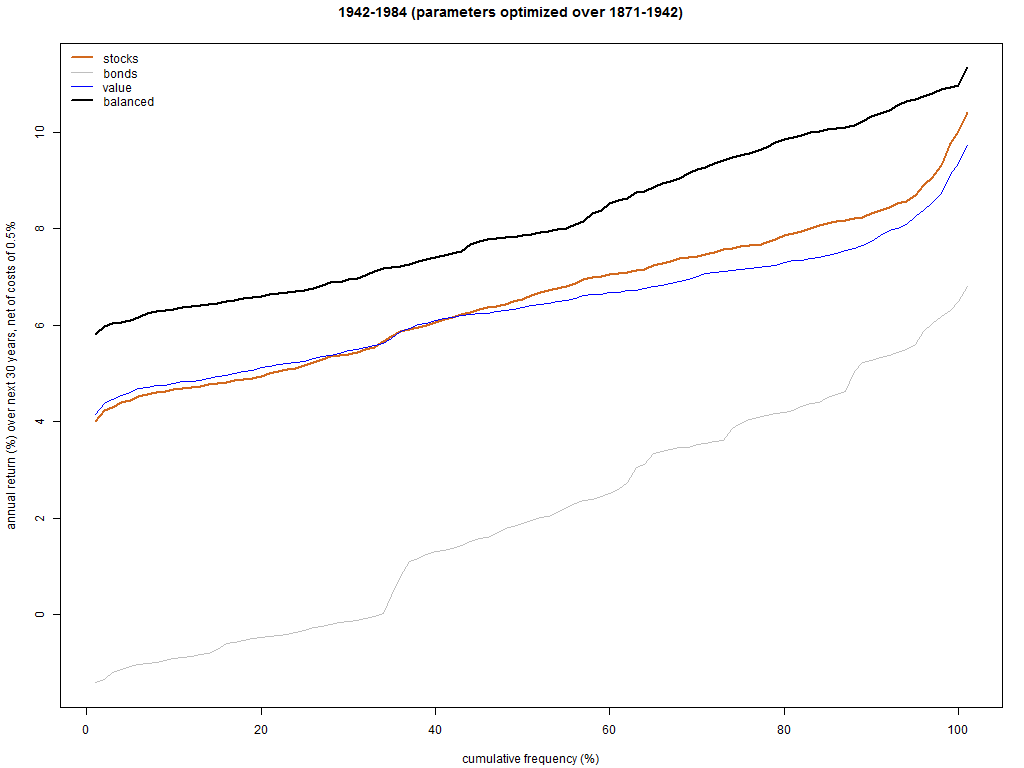 1942-1984 (parameters optimized over 1871-1942)
stocks
bonds
value
balanced
annual return (%) over next 30 years, net of costs of 0.5%
10
8
6
4
2
0
0 20 40 60 80 100
cumulative frequency (%)